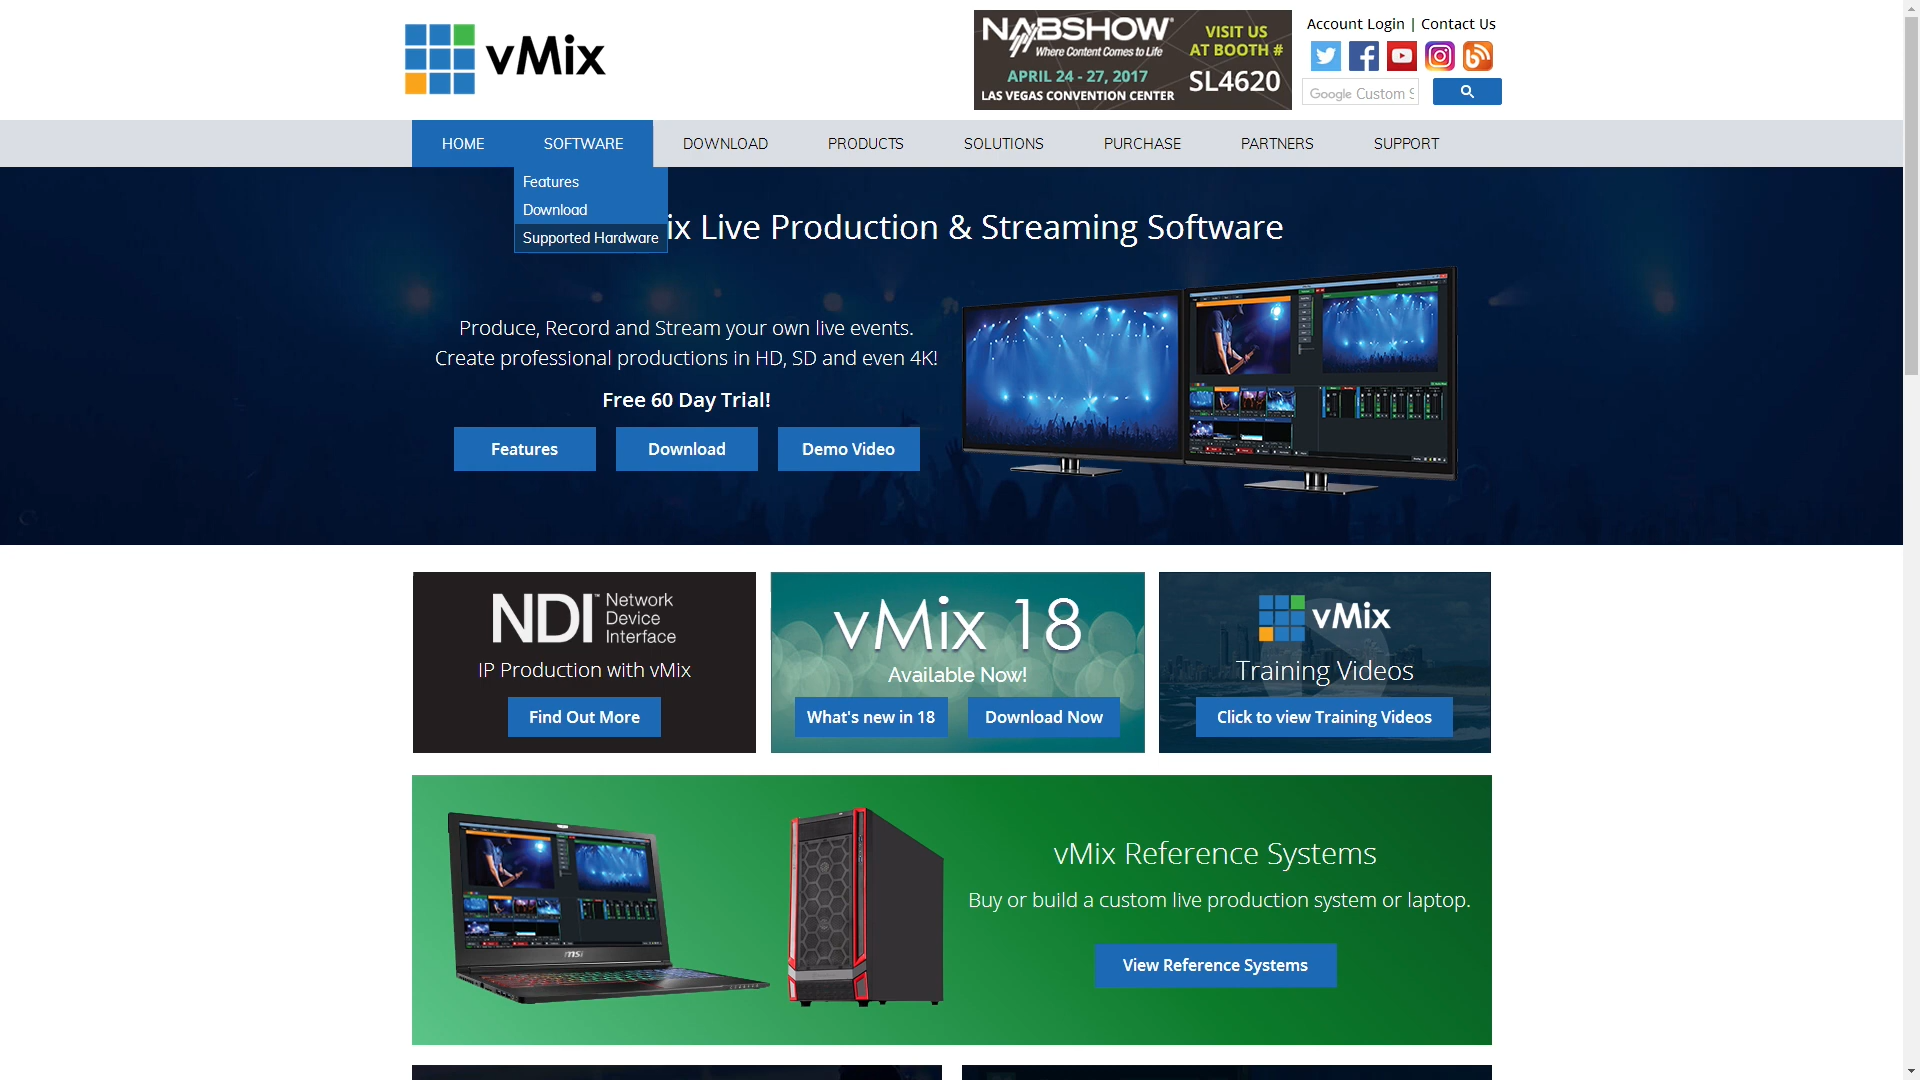 vMix
NABSHOW®
Where Content Comes to Life
APRIL 24 - 27, 2017
LAS VEGAS CONVENTION CENTER
VISIT US
AT BOOTH #
SL4620
Account Login | Contact Us
Google Custom S
HOME SOFTWARE DOWNLOAD PRODUCTS SOLUTIONS PURCHASE PARTNERS SUPPORT
Features
Download
Supported Hardware
ix Live Production & Streaming Software
Produce, Record and Stream your own live events.
Create professional productions in HD, SD and even 4K!
Free 60 Day Trial!
Features Download Demo Video
NDI™ Network
Device
Interface
IP Production with vMix
Find Out More
vMix 18
Available Now!
What's new in 18 Download Now
vMix
Training Videos
Click to view Training Videos
msi
vMix Reference Systems
Buy or build a custom live production system or laptop.
View Reference Systems